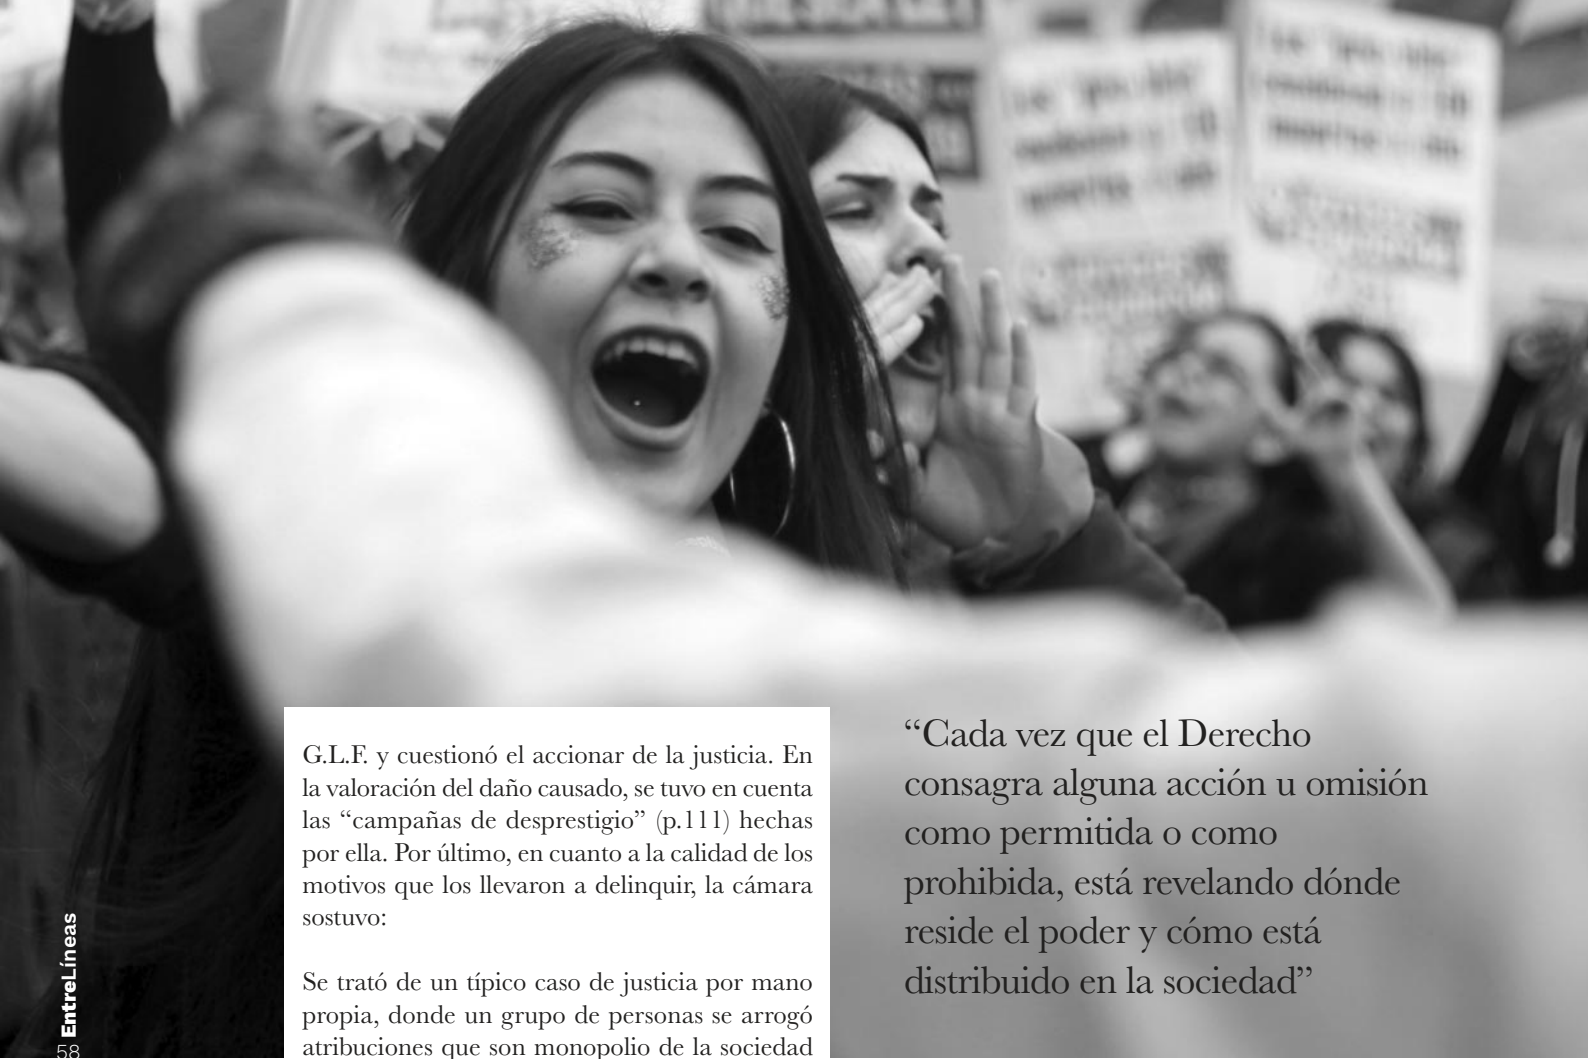 G.L.F. y cuestionó el accionar de la justicia. En
la valoración del daño causado, se tuvo en cuenta
las “campañas de desprestigio” (p.111) hechas
por ella. Por último, en cuanto a la calidad de los
motivos que los llevaron a delinquir, la cámara
sostuvo:
Se trató de un típico caso de justicia por mano
propia, donde un grupo de personas se arrogó
atribuciones que son monopolio de la sociedad
“Cada vez que el Derecho
consagra alguna acción u omisión
como permitida o como
prohibida, está revelando dónde
reside el poder y cómo está
distribuido en la sociedad”
58 EntreLíneas